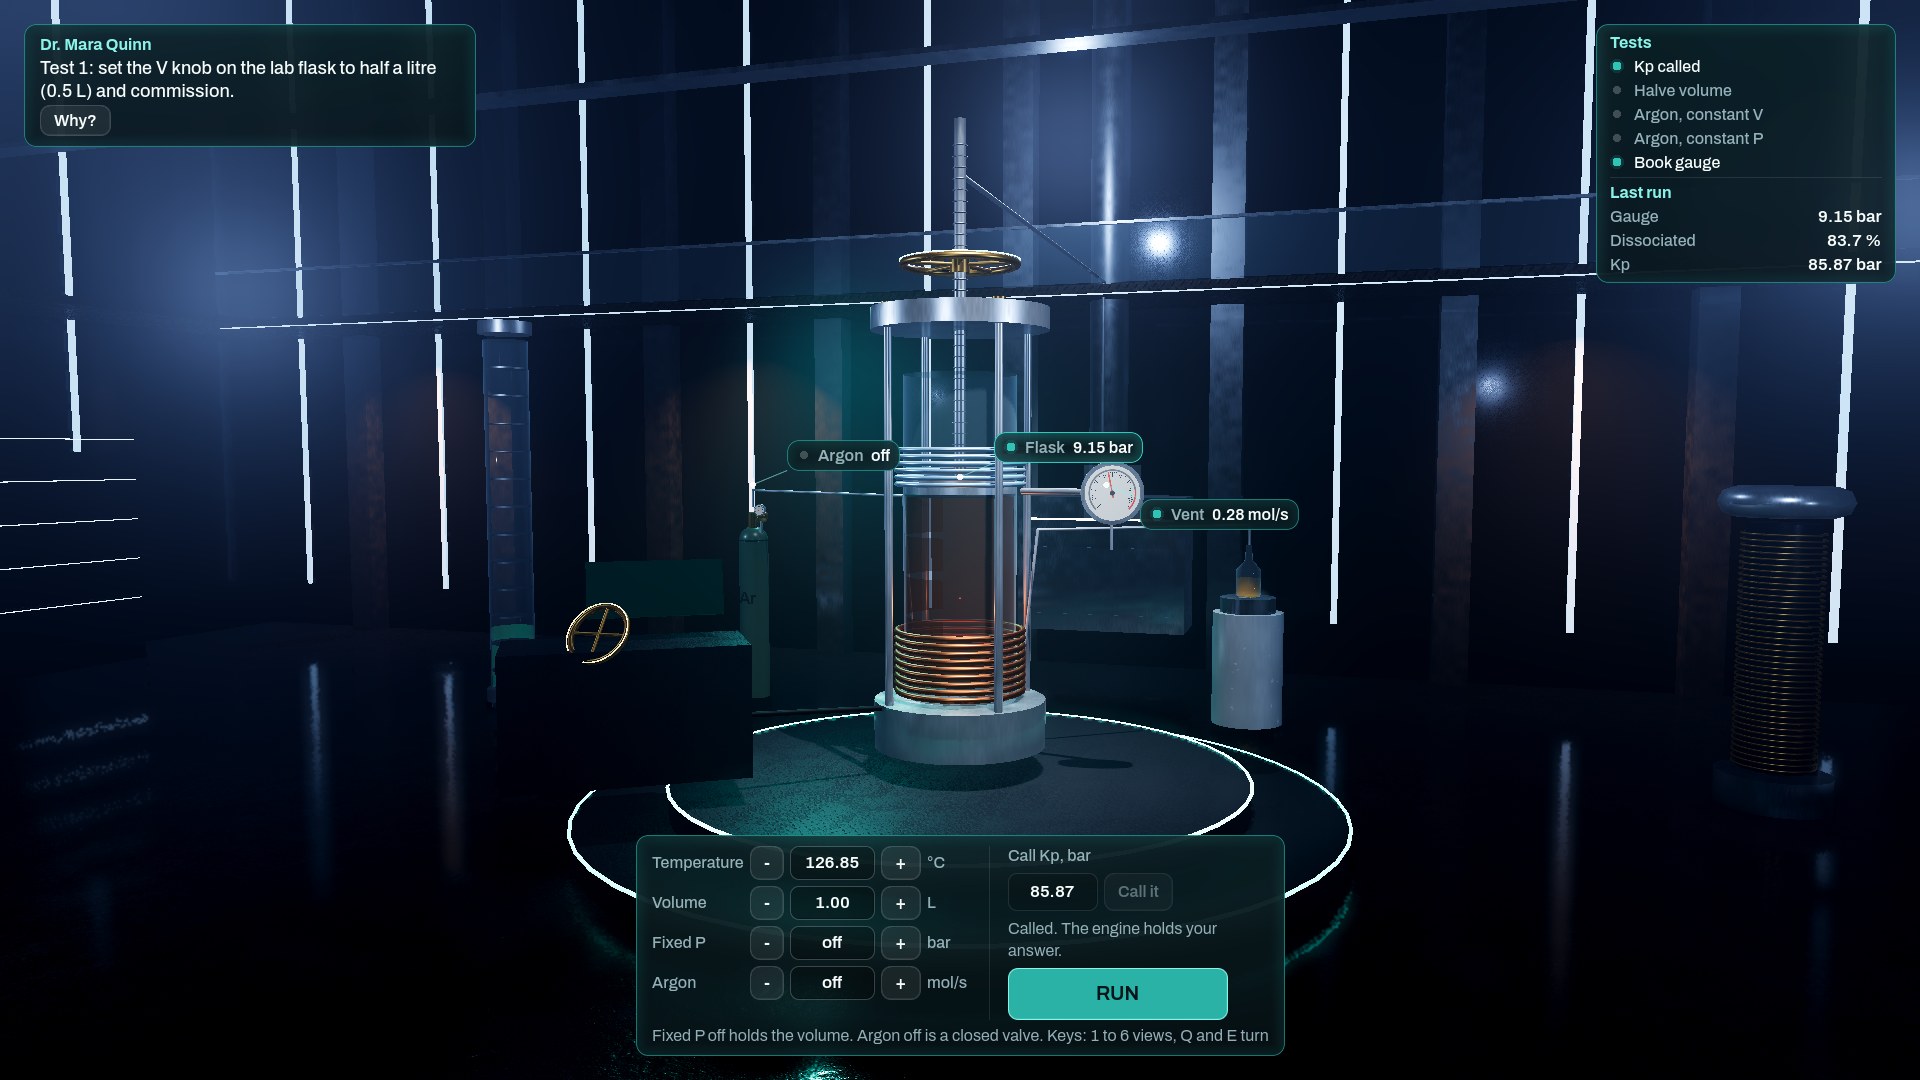 Dr. Mara Quinn
Test 1: set the V knob on the lab flask to half a litre
(0.5 L) and commission.
Why?
Tests
Kp called
Halve volume
Argon, constant V
Argon, constant P
Book gauge
Last run
Gauge 9.15 bar
Dissociated 83.7 %
Kp 85.87 bar
Argon off
Flask 9.15 bar
Vent 0.28 mol/s
Ar
Temperature - 126.85 + °C
Volume - 1.00 + L
Fixed P - off + bar
Argon - off + mol/s
Call Kp, bar
85.87 Call it
Called. The engine holds your
answer.
RUN
Fixed P off holds the volume. Argon off is a closed valve. Keys: 1 to 6 views, Q and E turn